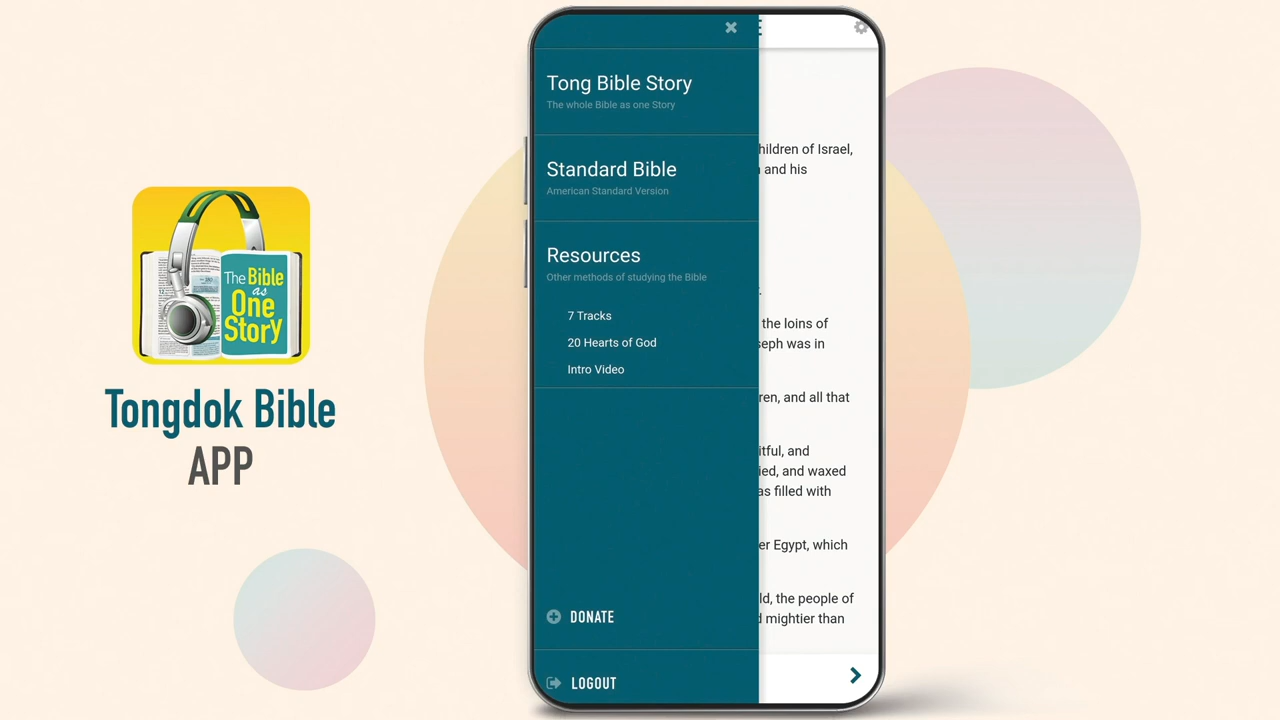 The Bible
as
One
Story
Tongdok Bible
APP
Tong Bible Story
The whole Bible as one Story
Standard Bible
American Standard Version
Resources
Other methods of studying the Bible
7 Tracks
20 Hearts of God
Intro Video
DONATE
LOGOUT
hildren of Israel,
and his
the loins of
seph was in
ren, and all that
itful, and
ied, and waxed
as filled with
er Egypt, which
ld, the people of
mightier than